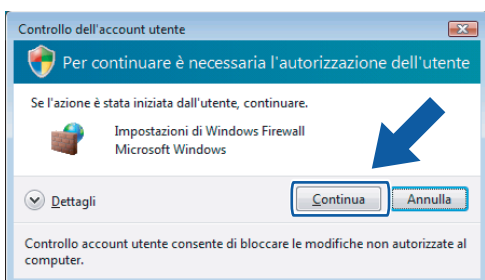 Controllo dell'account utente
Per continuare è necessaria l'autorizzazione dell'utente
Se l'azione è stata iniziata dall'utente, continuare.
Impostazioni di Windows Firewall
Microsoft Windows
Dettagli
Continua
Annulla
Controllo account utente consente di bloccare le modifiche non autorizzate al
computer.